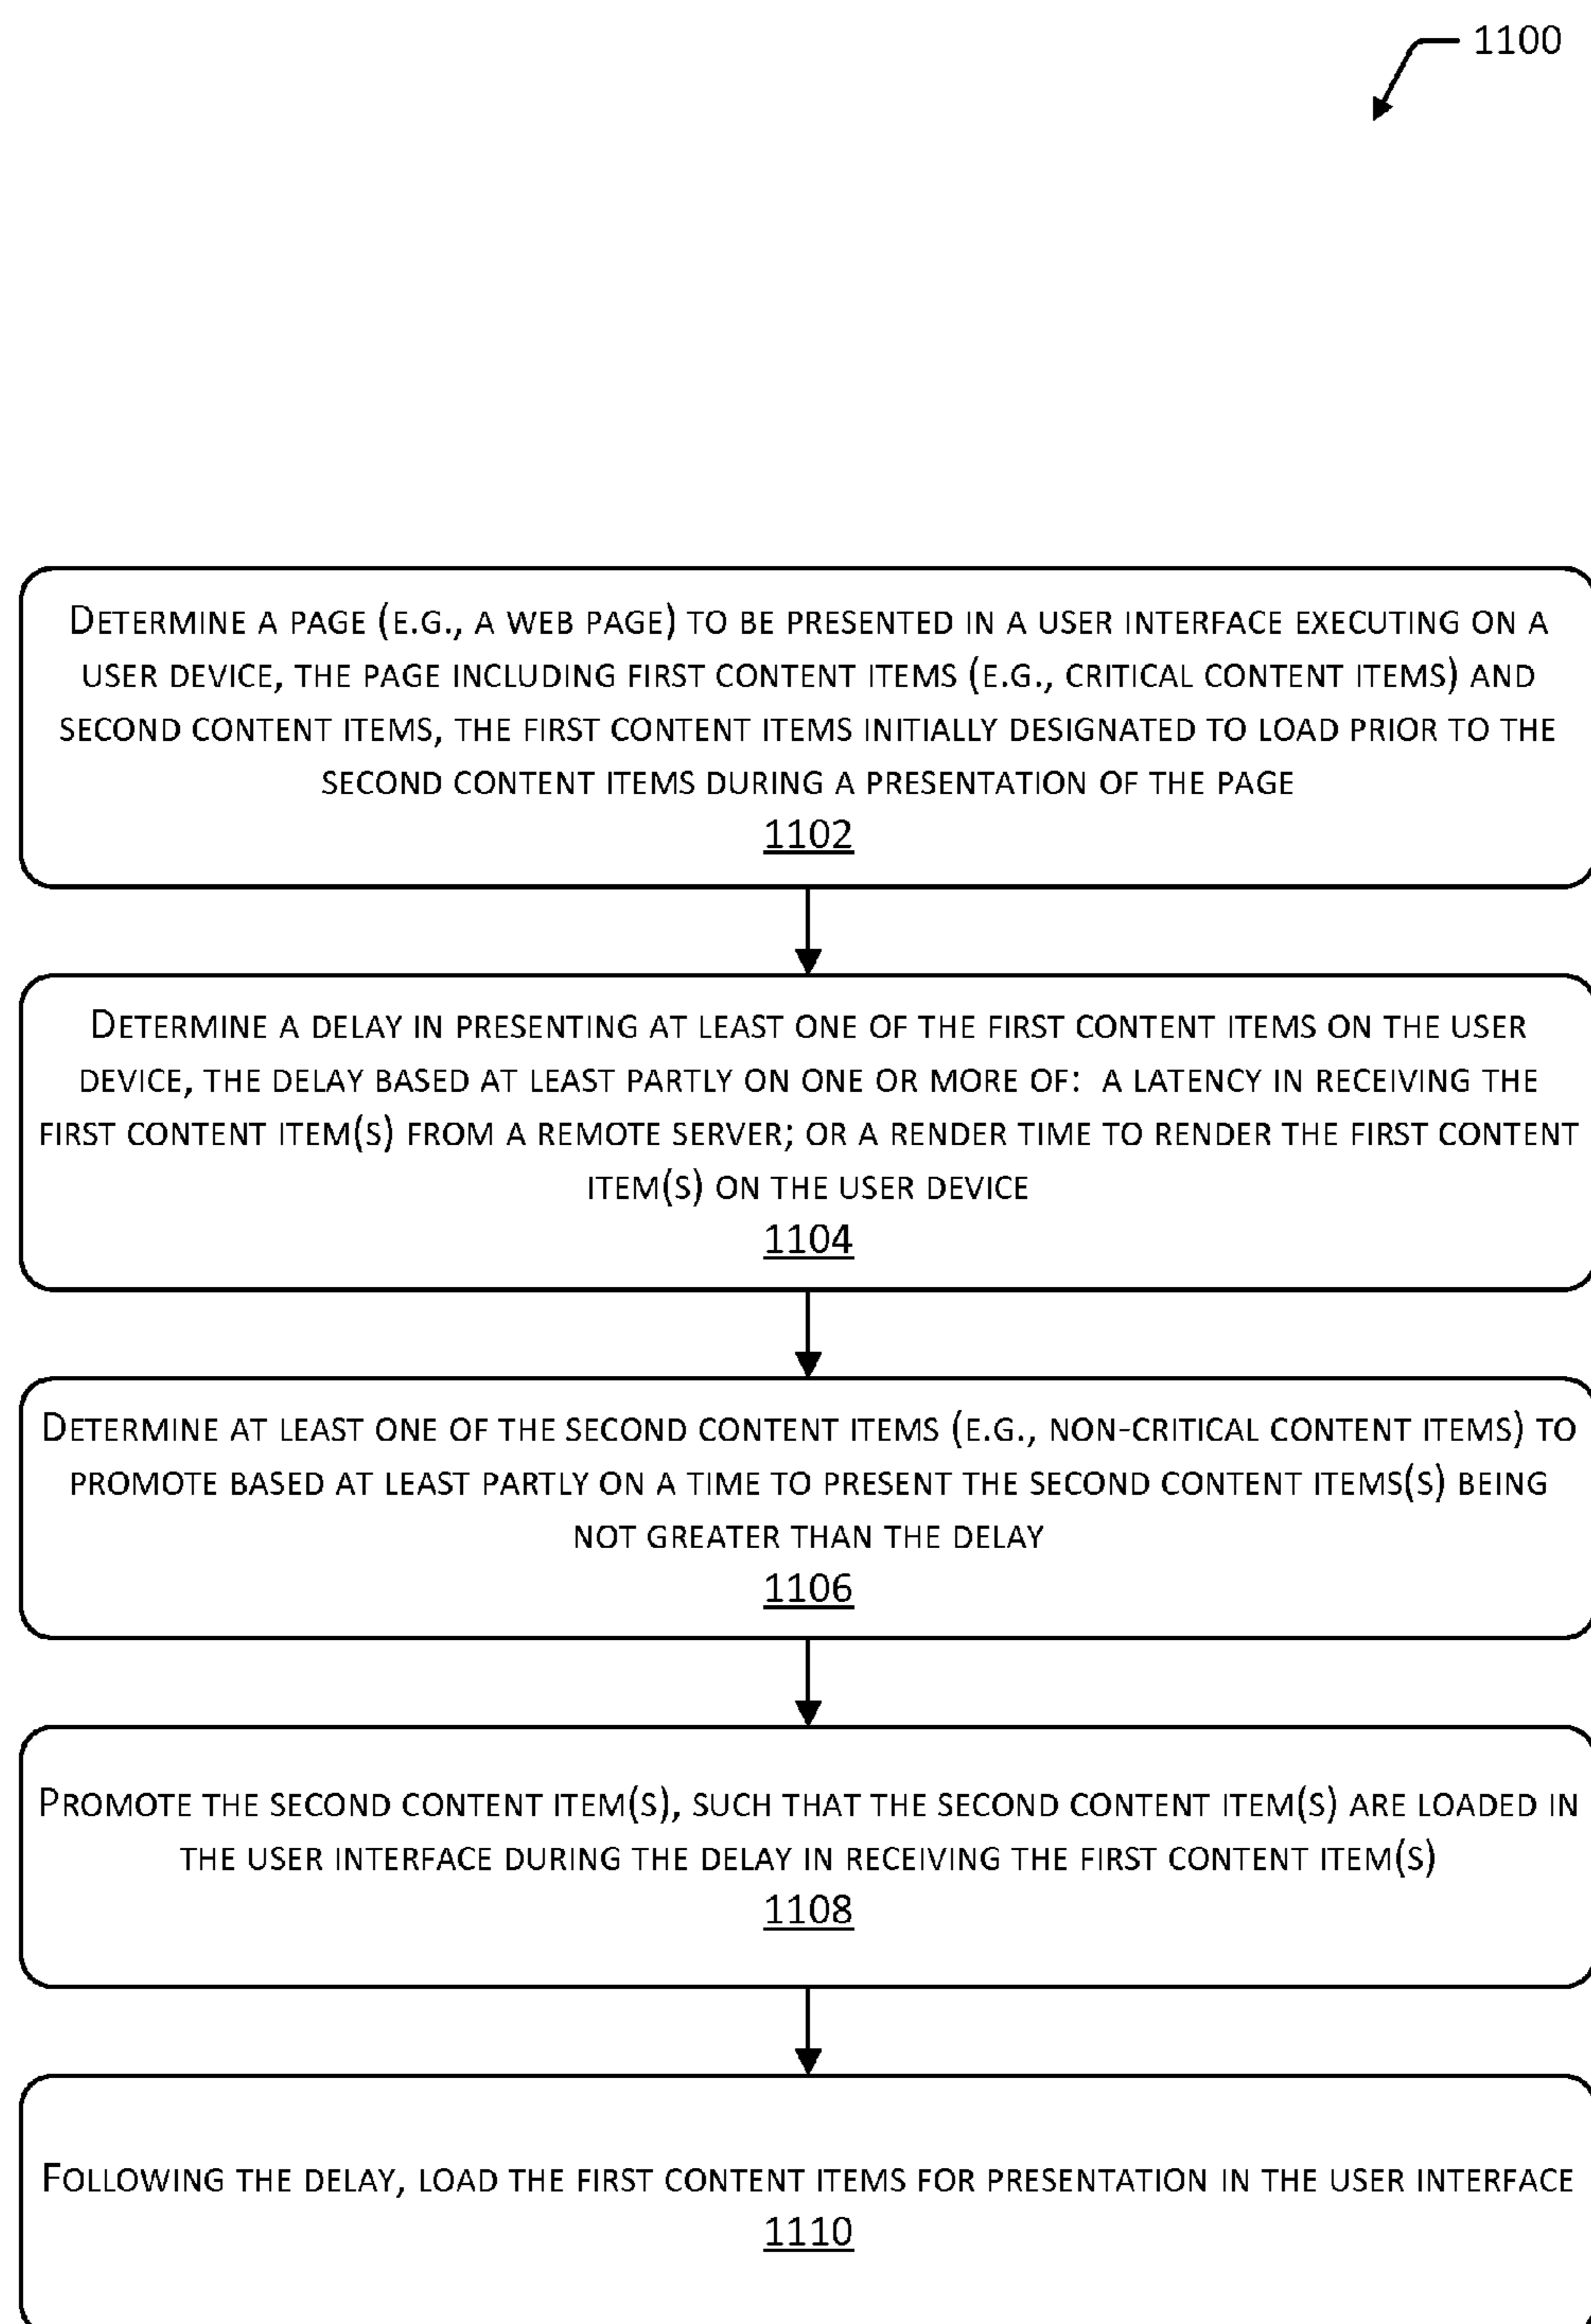 1100
DETERMINE A PAGE (E.G., A WEB PAGE) TO BE PRESENTED IN A USER INTERFACE EXECUTING ON A
USER DEVICE, THE PAGE INCLUDING FIRST CONTENT ITEMS (E.G., CRITICAL CONTENT ITEMS) AND
SECOND CONTENT ITEMS, THE FIRST CONTENT ITEMS INITIALLY DESIGNATED TO LOAD PRIOR TO THE
SECOND CONTENT ITEMS DURING A PRESENTATION OF THE PAGE
1102
DETERMINE A DELAY IN PRESENTING AT LEAST ONE OF THE FIRST CONTENT ITEMS ON THE USER
DEVICE, THE DELAY BASED AT LEAST PARTLY ON ONE OR MORE OF: A LATENCY IN RECEIVING THE
FIRST CONTENT ITEM(S) FROM A REMOTE SERVER; OR A RENDER TIME TO RENDER THE FIRST CONTENT
ITEM(S) ON THE USER DEVICE
1104
DETERMINE AT LEAST ONE OF THE SECOND CONTENT ITEMS (E.G., NON-CRITICAL CONTENT ITEMS) TO
PROMOTE BASED AT LEAST PARTLY ON A TIME TO PRESENT THE SECOND CONTENT ITEMS(S) BEING
NOT GREATER THAN THE DELAY
1106
PROMOTE THE SECOND CONTENT ITEM(S), SUCH THAT THE SECOND CONTENT ITEM(S) ARE LOADED IN
THE USER INTERFACE DURING THE DELAY IN RECEIVING THE FIRST CONTENT ITEM(S)
1108
FOLLOWING THE DELAY, LOAD THE FIRST CONTENT ITEMS FOR PRESENTATION IN THE USER INTERFACE
1110